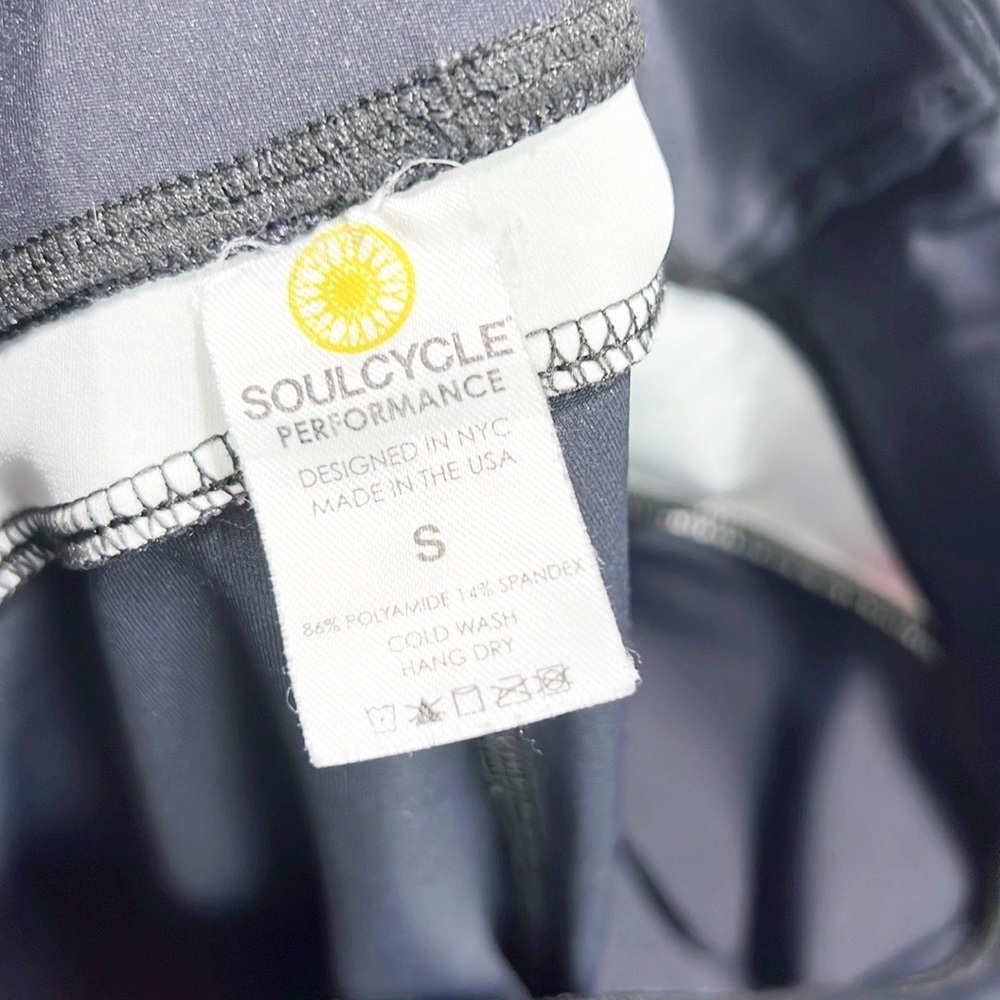 SOULCYCLE®
PERFORMANCE
DESIGNED IN NYC
MADE IN THE USA
S
86% POLYAMIDE 14% SPANDEX
COLD WASH
HANG DRY